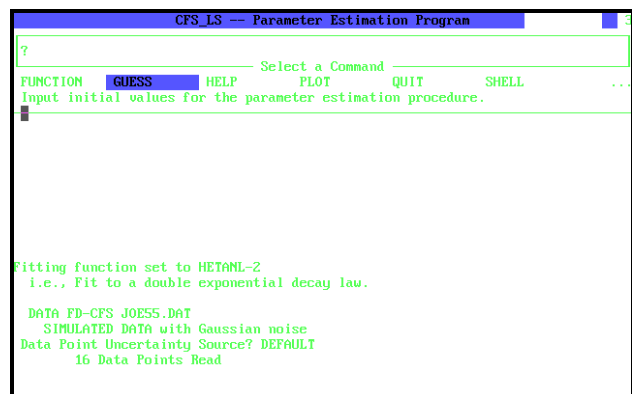 CFS_LS -- Parameter Estimation Program 3
?
Select a Command
FUNCTION GUESS HELP PLOT QUIT SHELL ...
Input initial values for the parameter estimation procedure.
Fitting function set to HETANL-2
i.e., Fit to a double exponential decay law.
DATA FD-CFS JOE55.DAT
SIMULATED DATA with Gaussian noise
Data Point Uncertainty Source? DEFAULT
16 Data Points Read